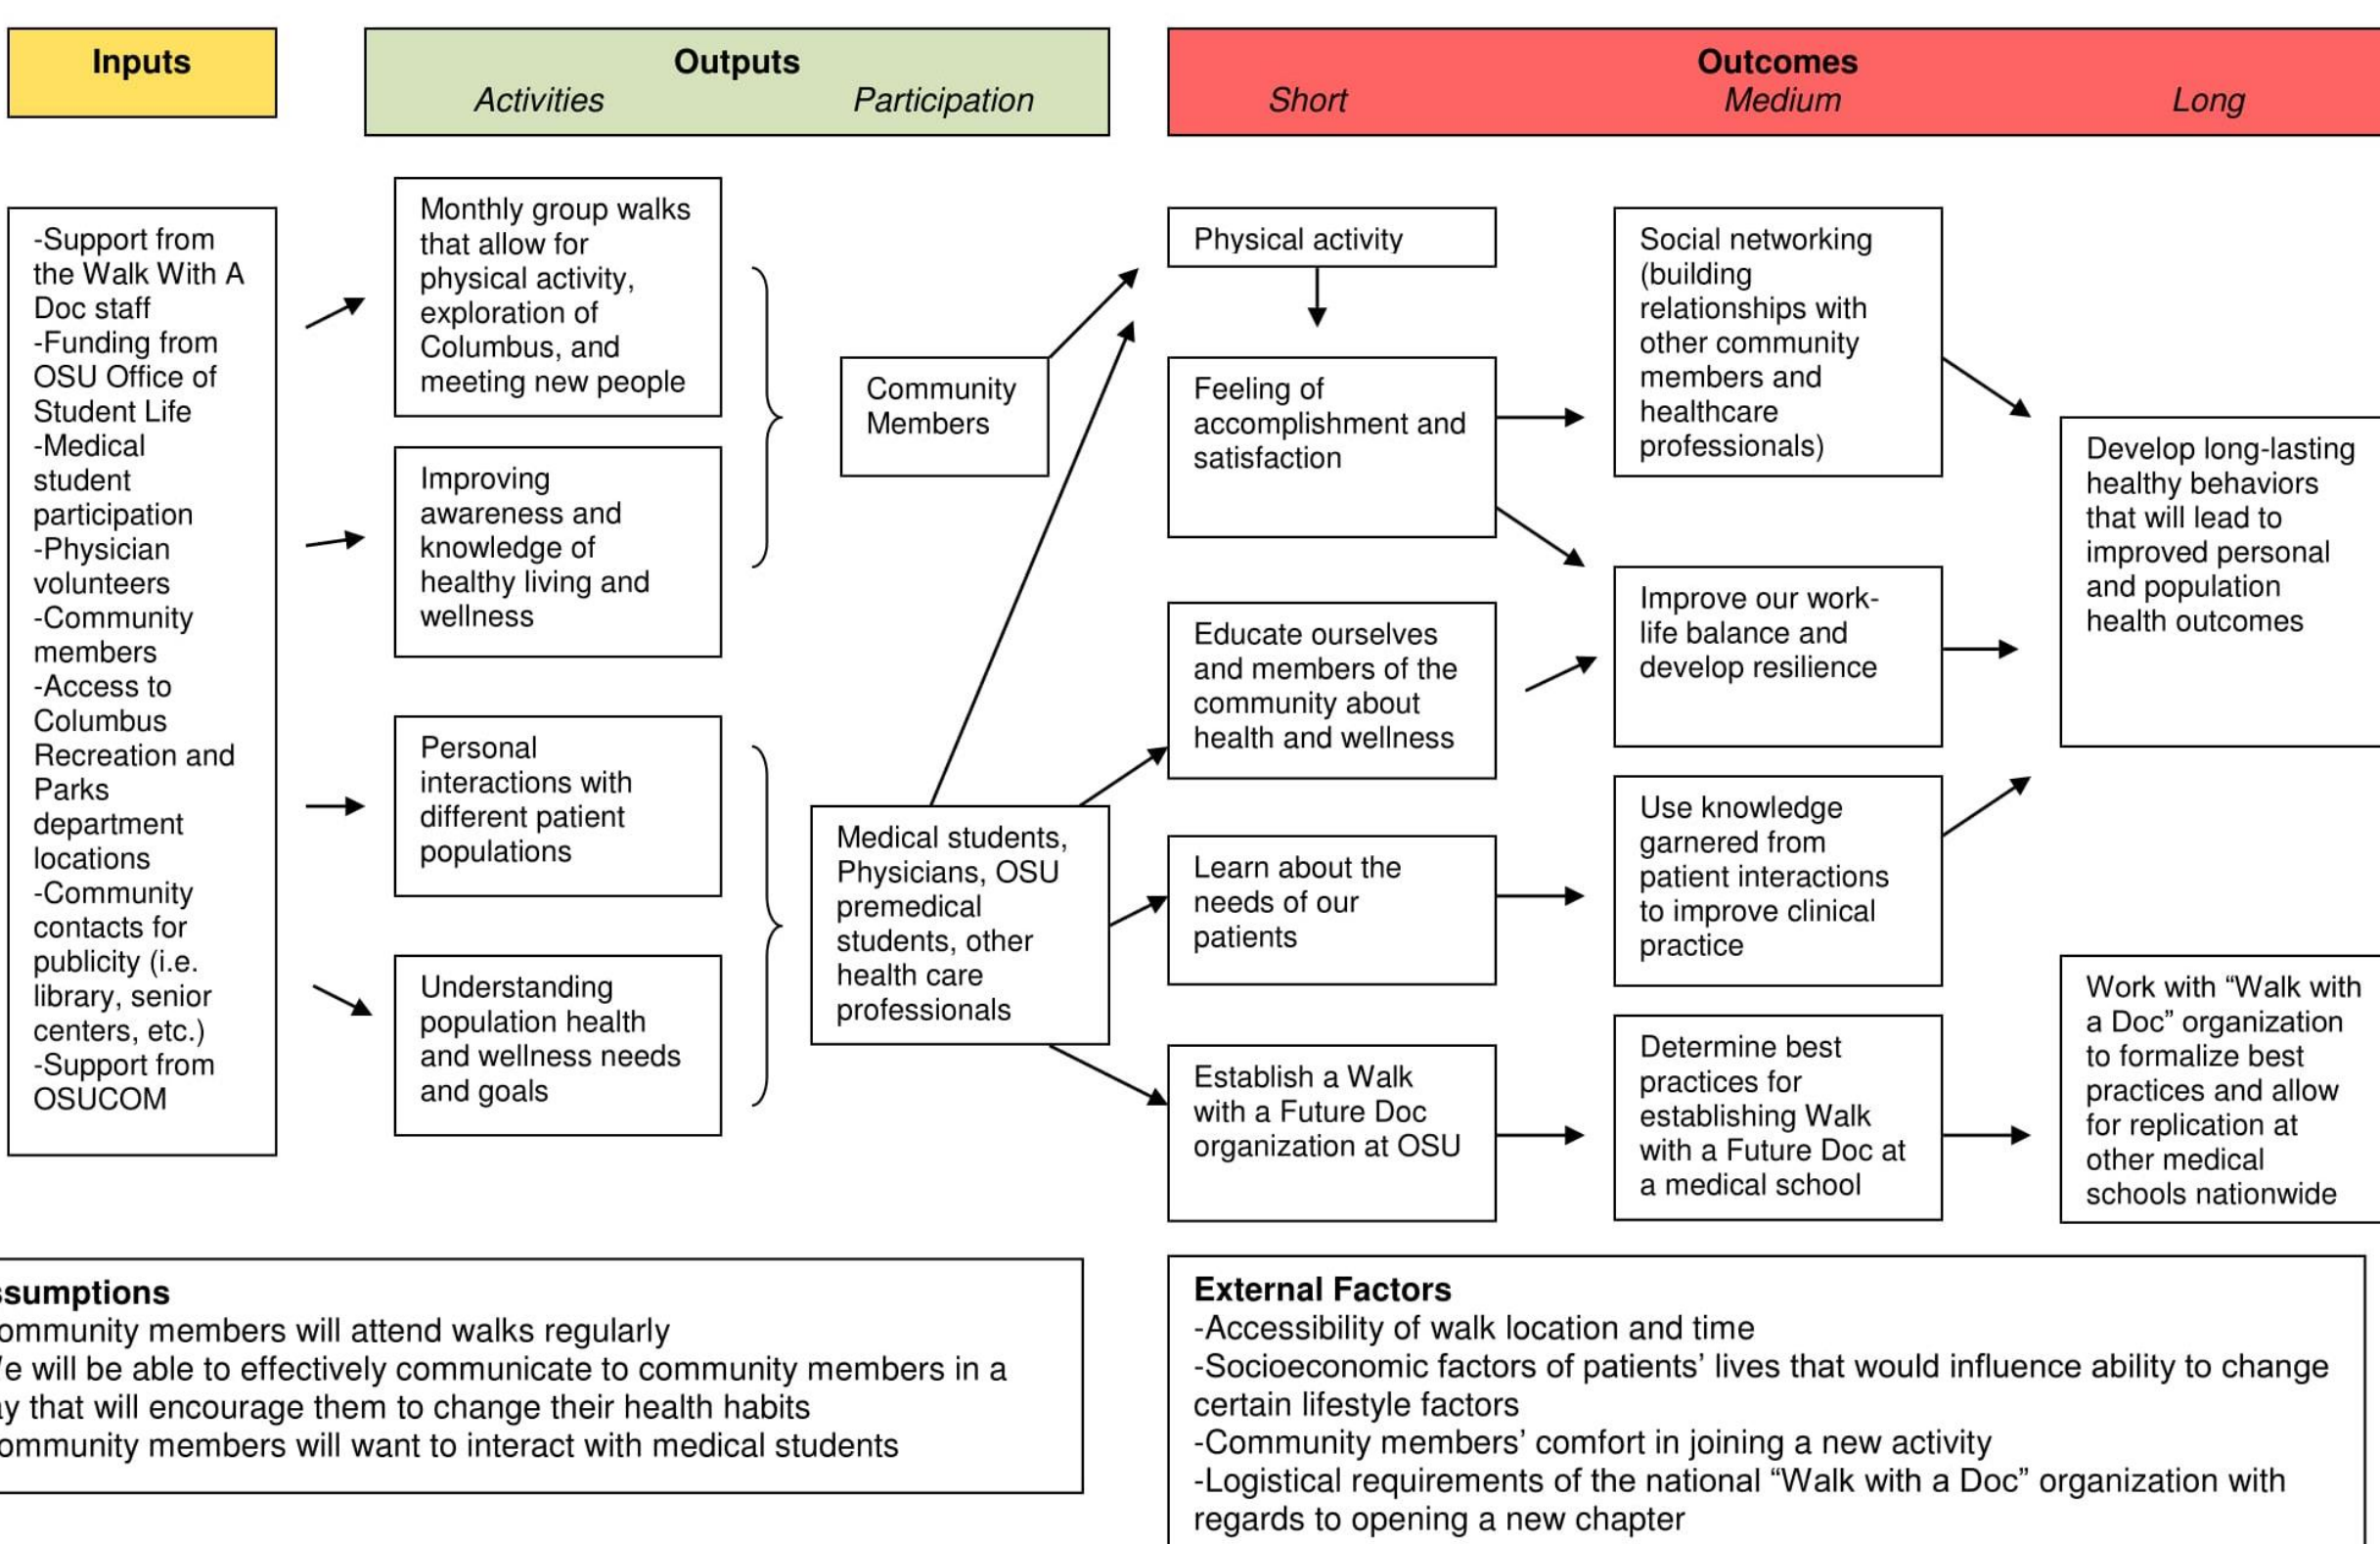 Inputs
Outputs
Activities
Participation
Outcomes
Short
Medium
Long
-Support from
the Walk With A
Doc staff
-Funding from
OSU Office of
Student Life
-Medical
student
participation
-Physician
volunteers
-Community
members
-Access to
Columbus
Recreation and
Parks
department
locations
-Community
contacts for
publicity (i.e.
library, senior
centers, etc.)
-Support from
OSUCOM
Monthly group walks
that allow for
physical activity,
exploration of
Columbus, and
meeting new people
Improving
awareness and
knowledge of
healthy living and
wellness
Personal
interactions with
different patient
populations
Understanding
population health
and wellness needs
and goals
Community
Members
Medical students,
Physicians, OSU
premedical
students, other
health care
professionals
Physical activity
Feeling of
accomplishment and
satisfaction
Educate ourselves
and members of the
community about
health and wellness
Learn about the
needs of our
patients
Establish a Walk
with a Future Doc
organization at OSU
Social networking
(building
relationships with
other community
members and
healthcare
professionals)
Improve our work-
life balance and
develop resilience
Use knowledge
garnered from
patient interactions
to improve clinical
practice
Determine best
practices for
establishing Walk
with a Future Doc at
a medical school
Develop long-lasting
healthy behaviors
that will lead to
improved personal
and population
health outcomes
Work with “Walk with
a Doc” organization
to formalize best
practices and allow
for replication at
other medical
schools nationwide
ssumptions
ommunity members will attend walks regularly
e will be able to effectively communicate to community members in a
ay that will encourage them to change their health habits
ommunity members will want to interact with medical students
External Factors
-Accessibility of walk location and time
-Socioeconomic factors of patients’ lives that would influence ability to change
certain lifestyle factors
-Community members’ comfort in joining a new activity
-Logistical requirements of the national “Walk with a Doc” organization with
regards to opening a new chapter